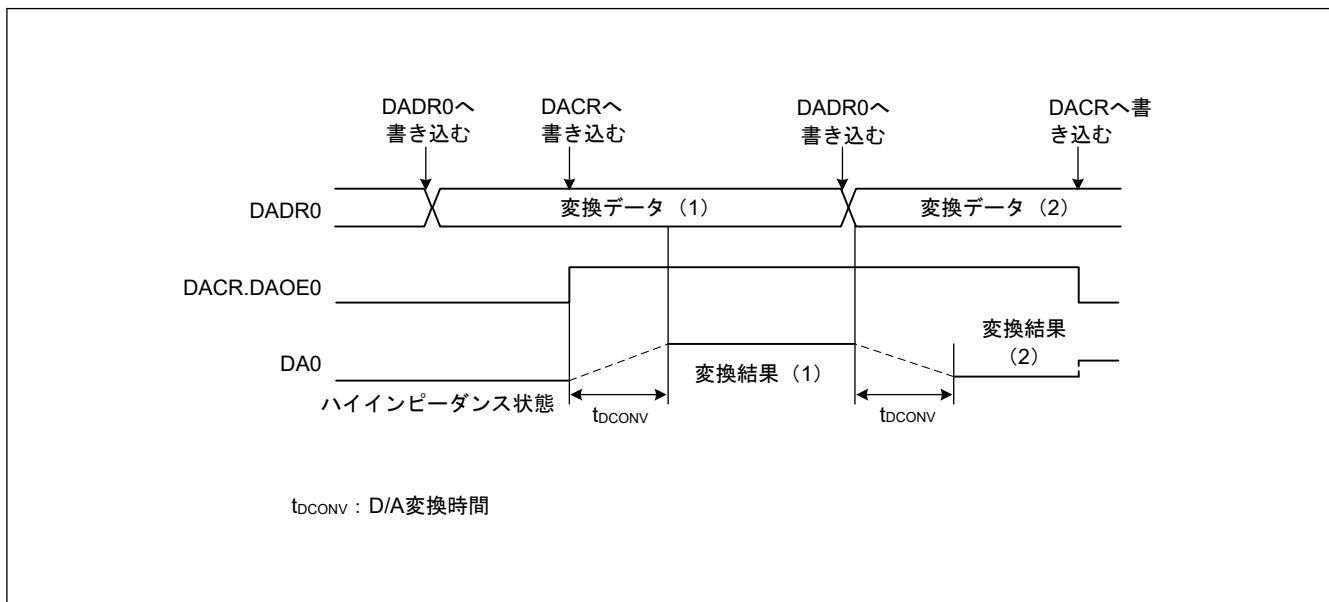 DADR0へ
書き込む
DACRへ
書き込む
DADR0へ
書き込む
DACRへ書
き込む
DADR0
変換データ（1）
変換データ（2）
DACR.DAOE0
DA0
変換結果（1）
変換結果
（2）
ハイインピーダンス状態
tDCONV
tDCONV
tDCONV：D/A変換時間